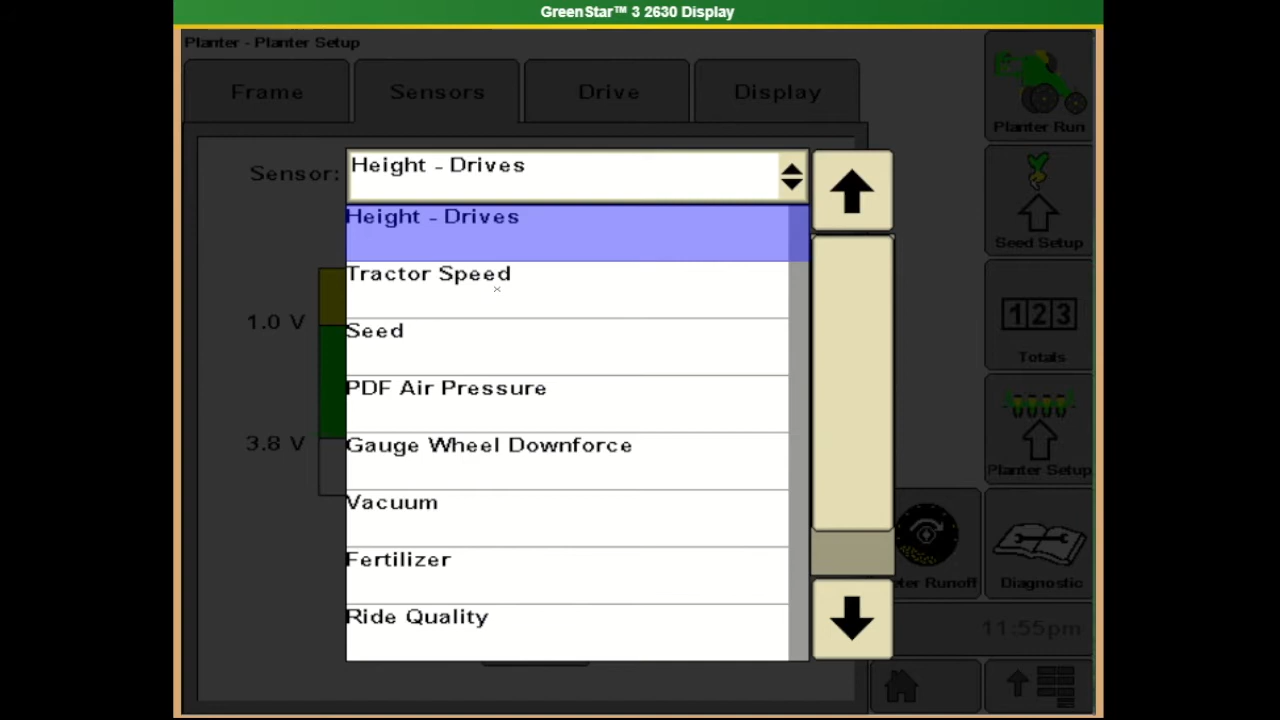 GreenStar™ 3 2630 Display
Planter - Planter Setup
Frame
Sensors
Drive
Display
Planter Run
Sensor:
Height - Drives
Height - Drives
Seed Setup
Tractor Speed
1.0 V
Seed
123
Totals
PDF Air Pressure
3.8 V
Gauge Wheel Downforce
Planter Setup
Vacuum
Fertilizer
Runoff
Diagnostic
Ride Quality
11:55pm